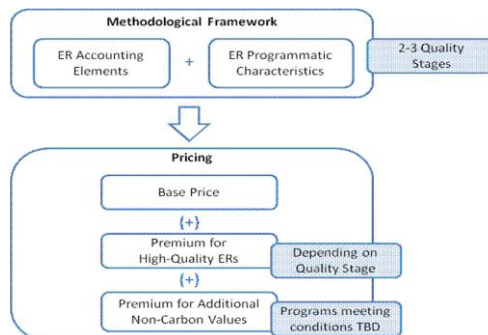 Methodological Framework
ER Accounting
Elements
+
ER Programmatic
Characteristics
2-3 Quality
Stages
Pricing
Base Price
(+)
Premium for
High-Quality ERs
Depending on
Quality Stage
(+)
Premium for Additional
Non-Carbon Values
Programs meeting
conditions TBD